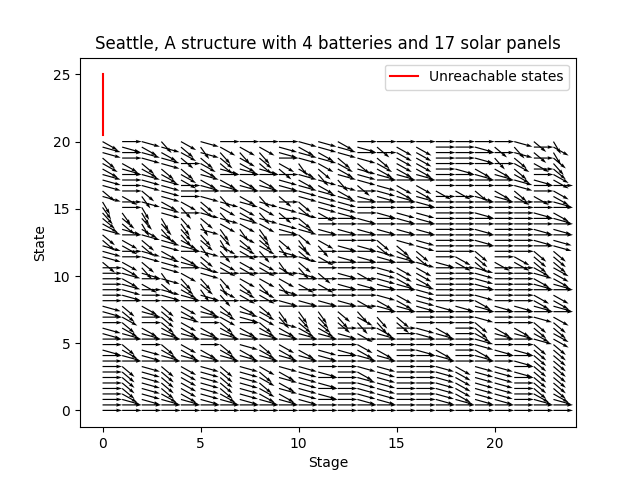 Seattle, A structure with 4 batteries and 17 solar panels
Unreachable states
25
20
15
10
5
0
State
0 5 10 15 20
Stage